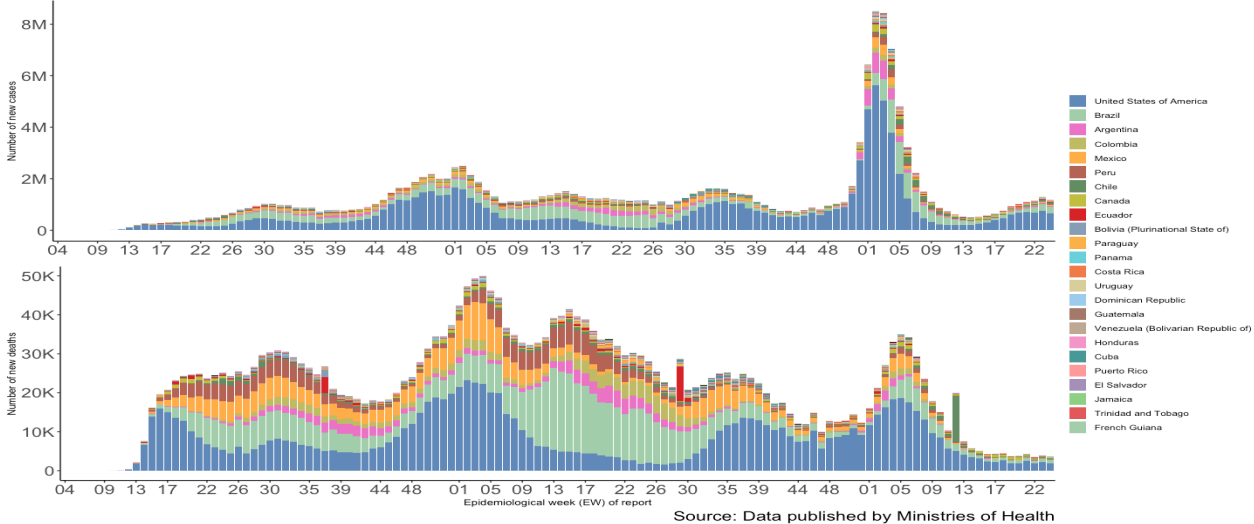 8M
6M
4M
2M
0
Number of new cases
04 09 13 17 22 26 30 35 39 44 48 01 05 09 13 17 22 26 30 35 39 44 48 01 05 09 13 17 22
50K
40K
30K
20K
10K
0
Number of new deaths
04 09 13 17 22 26 30 35 39 44 48 01 05 09 13 17 22 26 30 35 39 44 48 01 05 09 13 17 22
Epidemiological week (EW) of report
Source: Data published by Ministries of Health
United States of America
Brazil
Argentina
Colombia
Mexico
Peru
Chile
Canada
Ecuador
Bolivia (Plurinational State of)
Paraguay
Panama
Costa Rica
Uruguay
Dominican Republic
Guatemala
Venezuela (Bolivarian Republic of)
Honduras
Cuba
Puerto Rico
El Salvador
Jamaica
Trinidad and Tobago
French Guiana